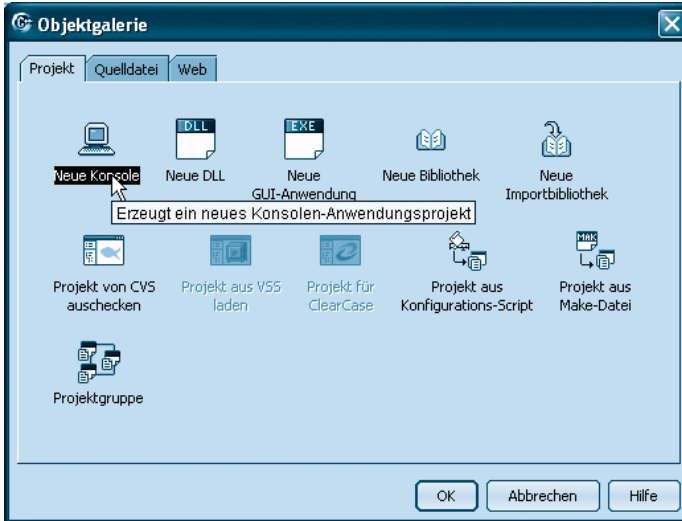 Objektgalerie
Projekt Quelldatei Web
DLL EXE
Neue Konsole Neue DLL Neue GUI-Anwendung Neue Bibliothek Neue Importbibliothek
Erzeugt ein neues Konsolen-Anwendungsprojekt
MAK
Projekt von CVS auschecken Projekt aus VSS laden Projekt für ClearCase Projekt aus Konfigurations-Script Projekt aus Make-Datei
Projektgruppe
OK Abbrechen Hilfe